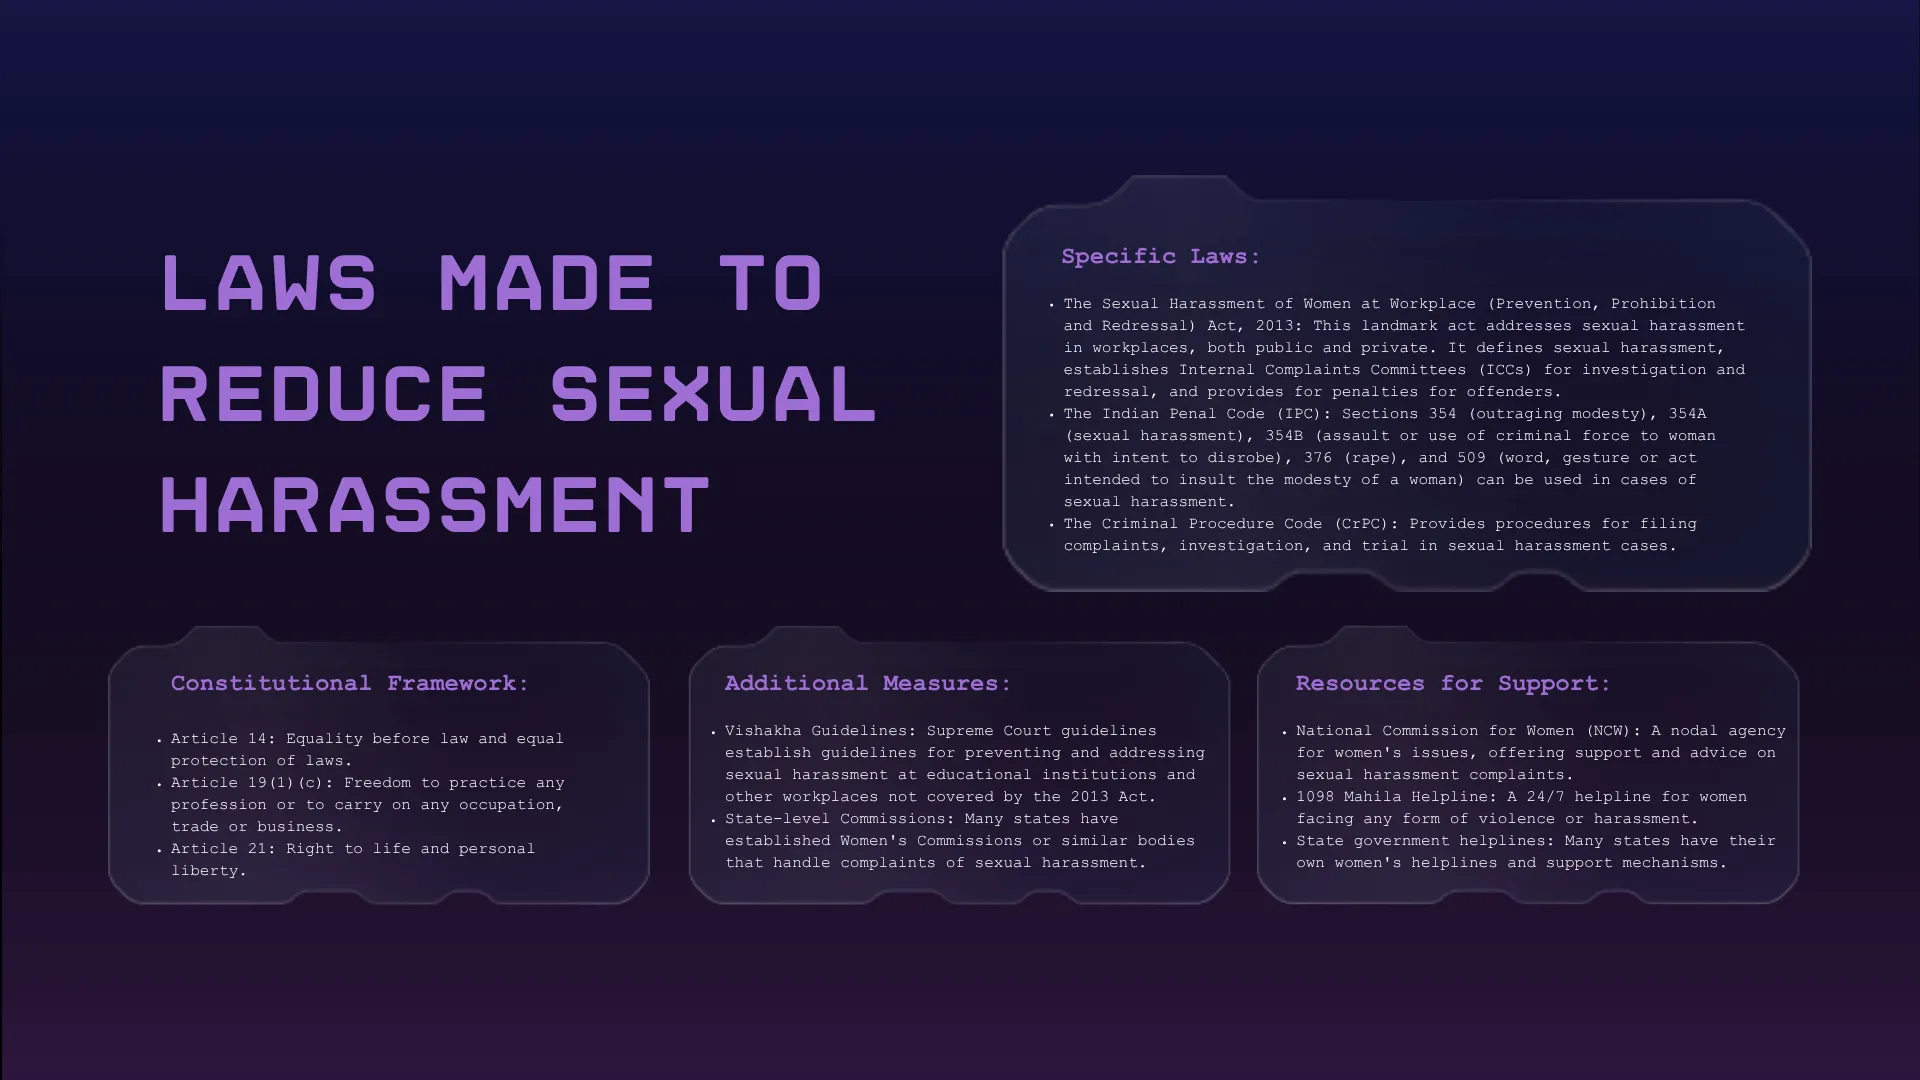 LAWS MADE TO
REDUCE SEXUAL
HARASSMENT
Specific Laws:
• The Sexual Harassment of Women at Workplace (Prevention, Prohibition
and Redressal) Act, 2013: This landmark act addresses sexual harassment
in workplaces, both public and private. It defines sexual harassment,
establishes Internal Complaints Committees (ICCs) for investigation and
redressal, and provides for penalties for offenders.
• The Indian Penal Code (IPC): Sections 354 (outraging modesty), 354A
(sexual harassment), 354B (assault or use of criminal force to woman
with intent to disrobe), 376 (rape), and 509 (word, gesture or act
intended to insult the modesty of a woman) can be used in cases of
sexual harassment.
• The Criminal Procedure Code (CrPC): Provides procedures for filing
complaints, investigation, and trial in sexual harassment cases.
Constitutional Framework:
• Article 14: Equality before law and equal
protection of laws.
• Article 19(1)(c): Freedom to practice any
profession or to carry on any occupation,
trade or business.
• Article 21: Right to life and personal
liberty.
Additional Measures:
• Vishakha Guidelines: Supreme Court guidelines
establish guidelines for preventing and addressing
sexual harassment at educational institutions and
other workplaces not covered by the 2013 Act.
• State-level Commissions: Many states have
established Women's Commissions or similar bodies
that handle complaints of sexual harassment.
Resources for Support:
• National Commission for Women (NCW): A nodal agency
for women's issues, offering support and advice on
sexual harassment complaints.
• 1098 Mahila Helpline: A 24/7 helpline for women
facing any form of violence or harassment.
• State government helplines: Many states have their
own women's helplines and support mechanisms.